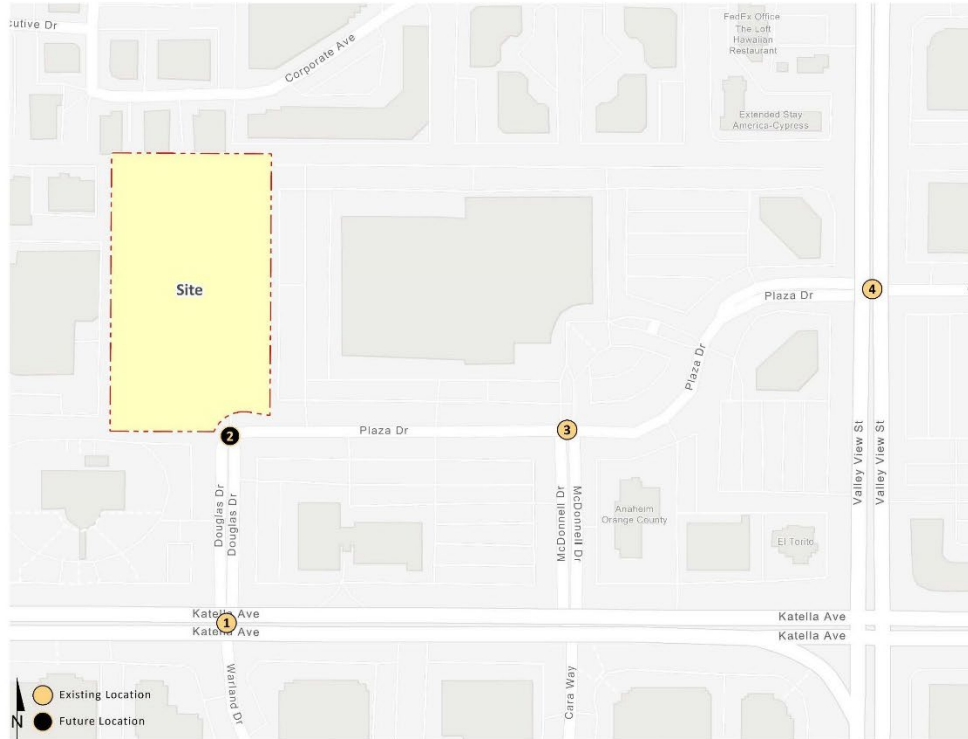 cutive Dr
Corporate Ave
FedEx Office
The Loft
Hawaiian
Restaurant
Extended Stay
America-Cypress
Site
Plaza Dr
4
Plaza Dr
2
Plaza Dr
3
Valley View St
Valley View St
Douglas Dr
Douglas Dr
McDonnell Dr
McDonnell Dr
Anaheim
Orange County
El Torito
Katella Ave
Katella Ave
1
Katella Ave
Katella Ave
Warland Dr
Cara Way
N
Existing Location
Future Location